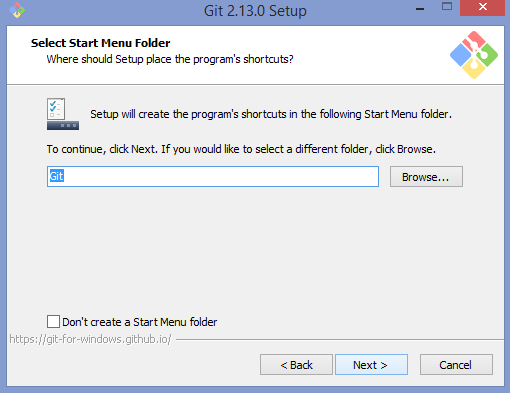 Git 2.13.0 Setup
Select Start Menu Folder
Where should Setup place the program's shortcuts?
Setup will create the program's shortcuts in the following Start Menu folder.
To continue, click Next. If you would like to select a different folder, click Browse.
Git
Browse...
Don't create a Start Menu folder
https://git-for-windows.github.io/
< Back
Next >
Cancel